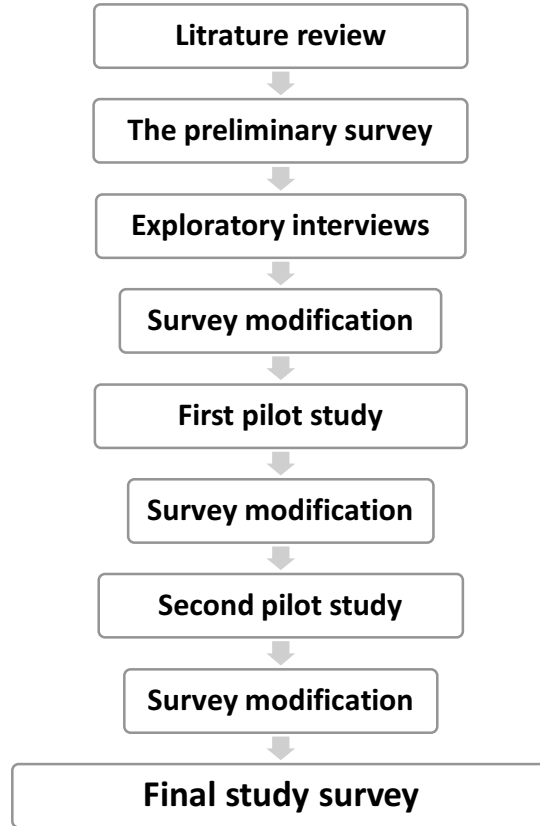 Litrature review
The preliminary survey
Exploratory interviews
Survey modification
First pilot study
Survey modification
Second pilot study
Survey modification
Final study survey